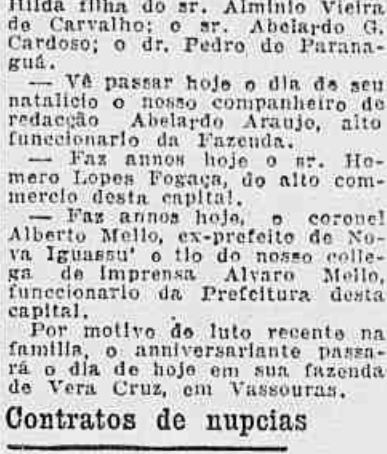 Hilda filha do sr. Alminio Vieira
de Carvalho; o sr. Abelardo G.
Cardoso; o dr. Pedro de Parana-
guá.
— Vê passar hoje o dia de seu
natalicio o nosso companheiro de
redacção Abelardo Araujo, alto
funccionario da Fazenda.
— Faz annos hoje o sr. Ho-
mero Lopes Fogaça, do alto com-
mercio desta capital.
— Faz annos hoje, o coronel
Alberto Mello, ex-prefeito de No-
va Iguassu' e tio do nosso colle-
ga de imprensa Alvaro Mello,
funccionario da Prefeitura desta
capital.
Por motivo de luto recente na
familia, o anniversariante passa-
rá o dia de hoje em sua fazenda
de Vera Cruz, em Vassouras.
Contratos de nupcias